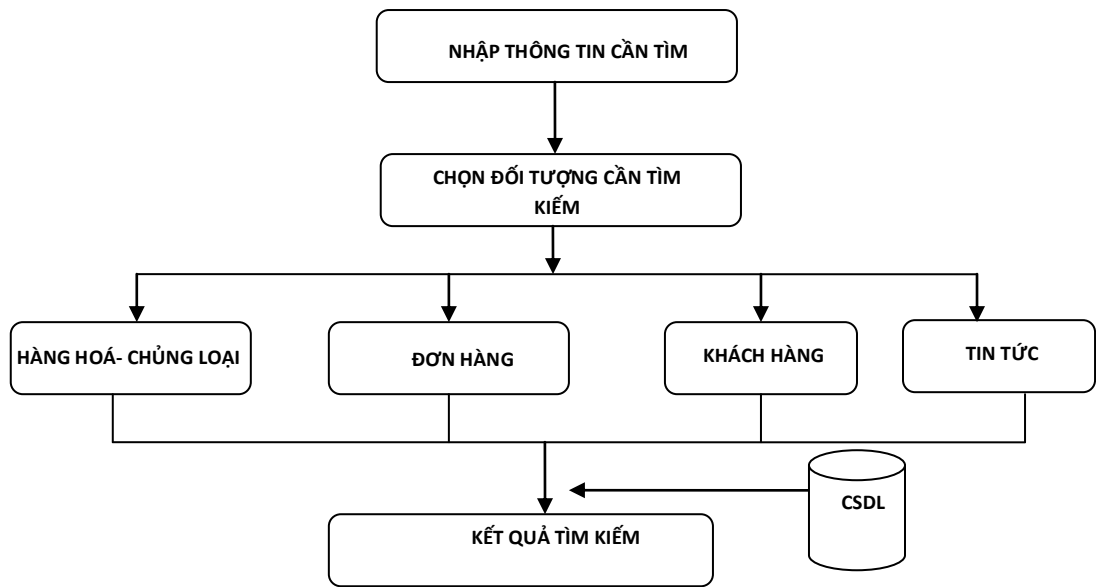 NHẬP THÔNG TIN CẦN TÌM
CHỌN ĐỐI TƯỢNG CẦN TÌM
KIẾM
HÀNG HOÁ- CHỦNG LOẠI
ĐƠN HÀNG
KHÁCH HÀNG
TIN TỨC
CSDL
KẾT QUẢ TÌM KIẾM